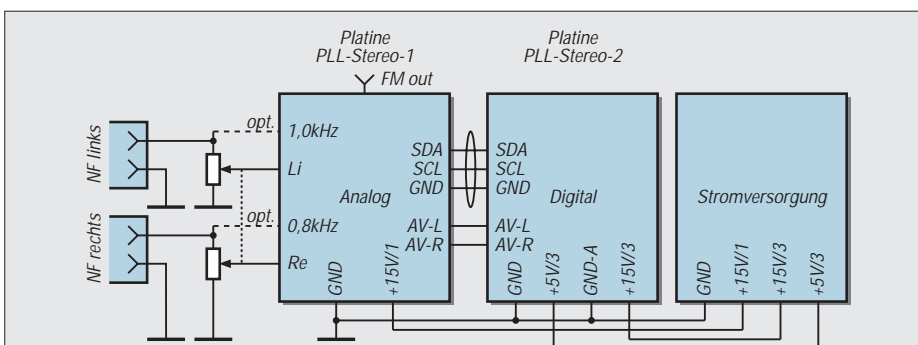 Platine
PLL-Stereo-1
Platine
PLL-Stereo-2
FM out
NF links
opt.
1,0kHz
Li
NF rechts
opt.
0,8kHz
Re
Analog
SDA
SCL
GND
AV-L
AV-R
GND
+15V/1
SDA
SCL
GND
Digital
AV-L
AV-R
GND
+5V/3
GND-A
+15V/3
Stromversorgung
GND
+15V/1
+15V/3
+5V/3